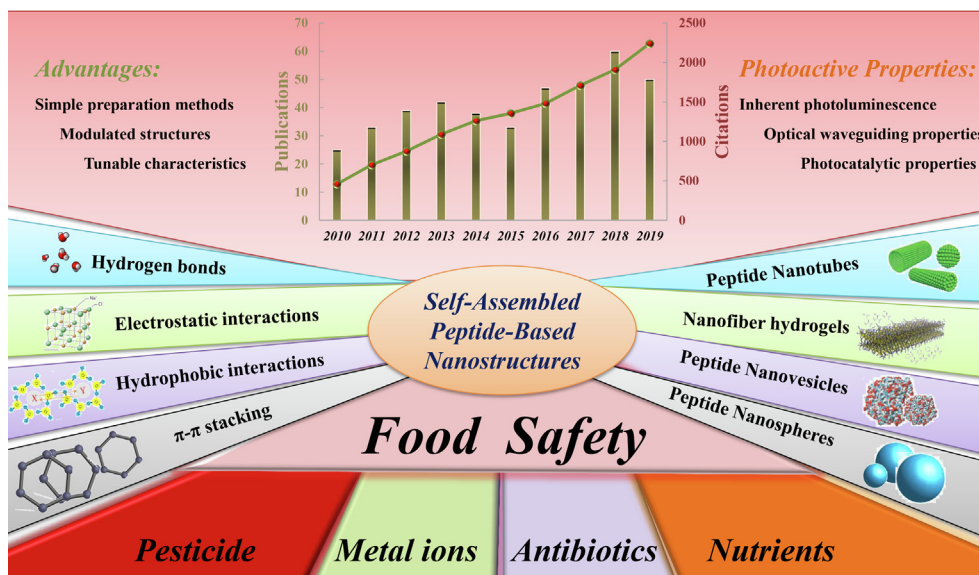 Advantages:
Simple preparation methods
Modulated structures
Tunable characteristics
Publications
70
60
50
40
30
20
10
0
2500
2000
1500
1000
500
0
Citations
2010 2011 2012 2013 2014 2015 2016 2017 2018 2019
Photoactive Properties:
Inherent photoluminescence
Optical waveguiding properties
Photocatalytic properties
Hydrogen bonds
Electrostatic interactions
Hydrophobic interactions
X
Y
π-π stacking
Self-Assembled
Peptide-Based
Nanostructures
Peptide Nanotubes
Nanofiber hydrogels
Peptide Nanovesicles
Peptide Nanospheres
Food Safety
Pesticide
Metal ions
Antibiotics
Nutrients